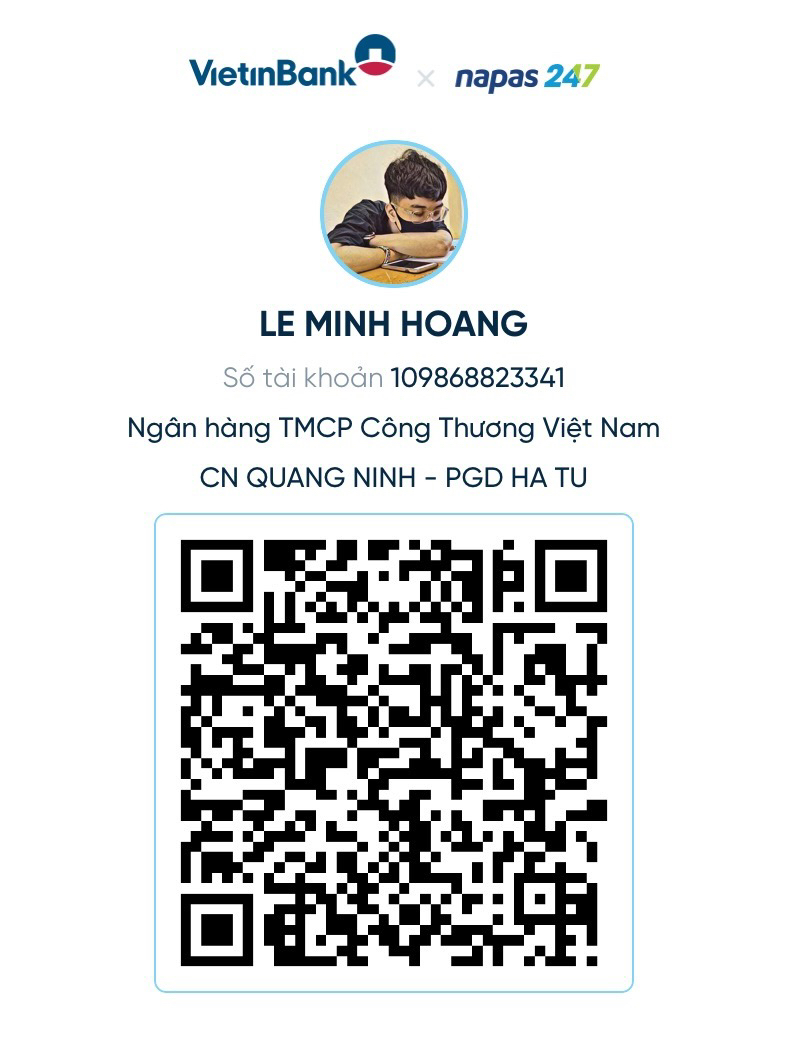 VietinBank × napas 247
LE MINH HOANG
Số tài khoản 109868823341
Ngân hàng TMCP Công Thương Việt Nam
CN QUANG NINH - PGD HA TU